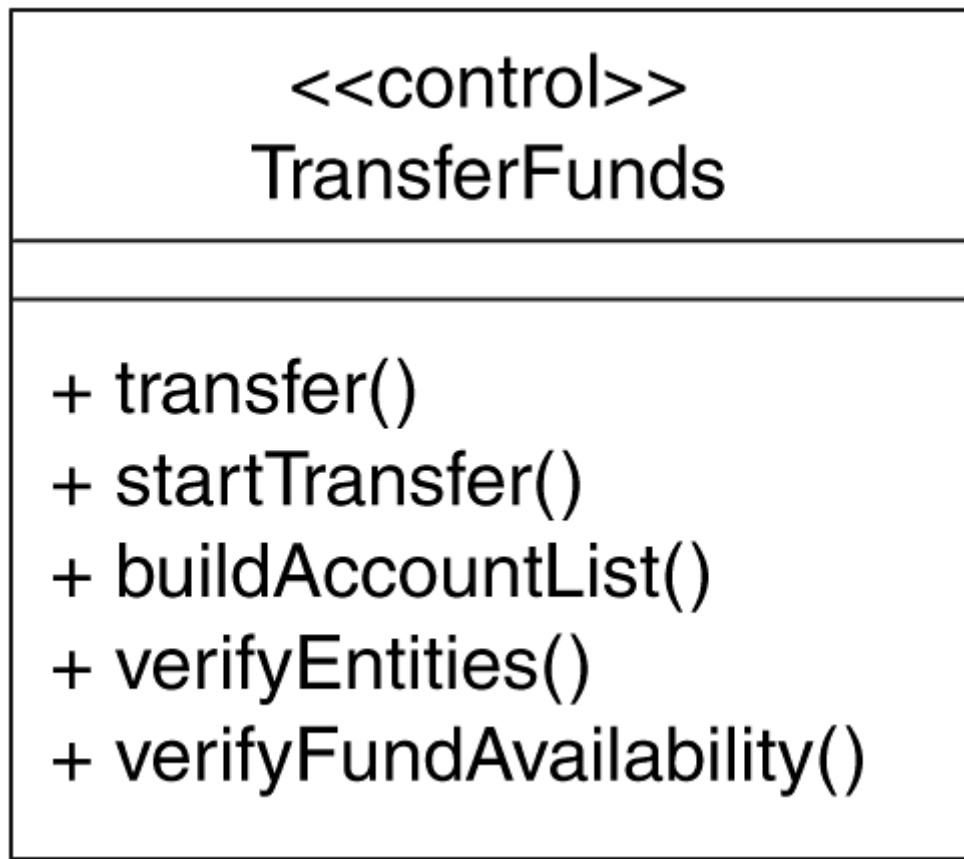 <<control>>
TransferFunds
+ transfer()
+ startTransfer()
+ buildAccountList()
+ verifyEntities()
+ verifyFundAvailability()